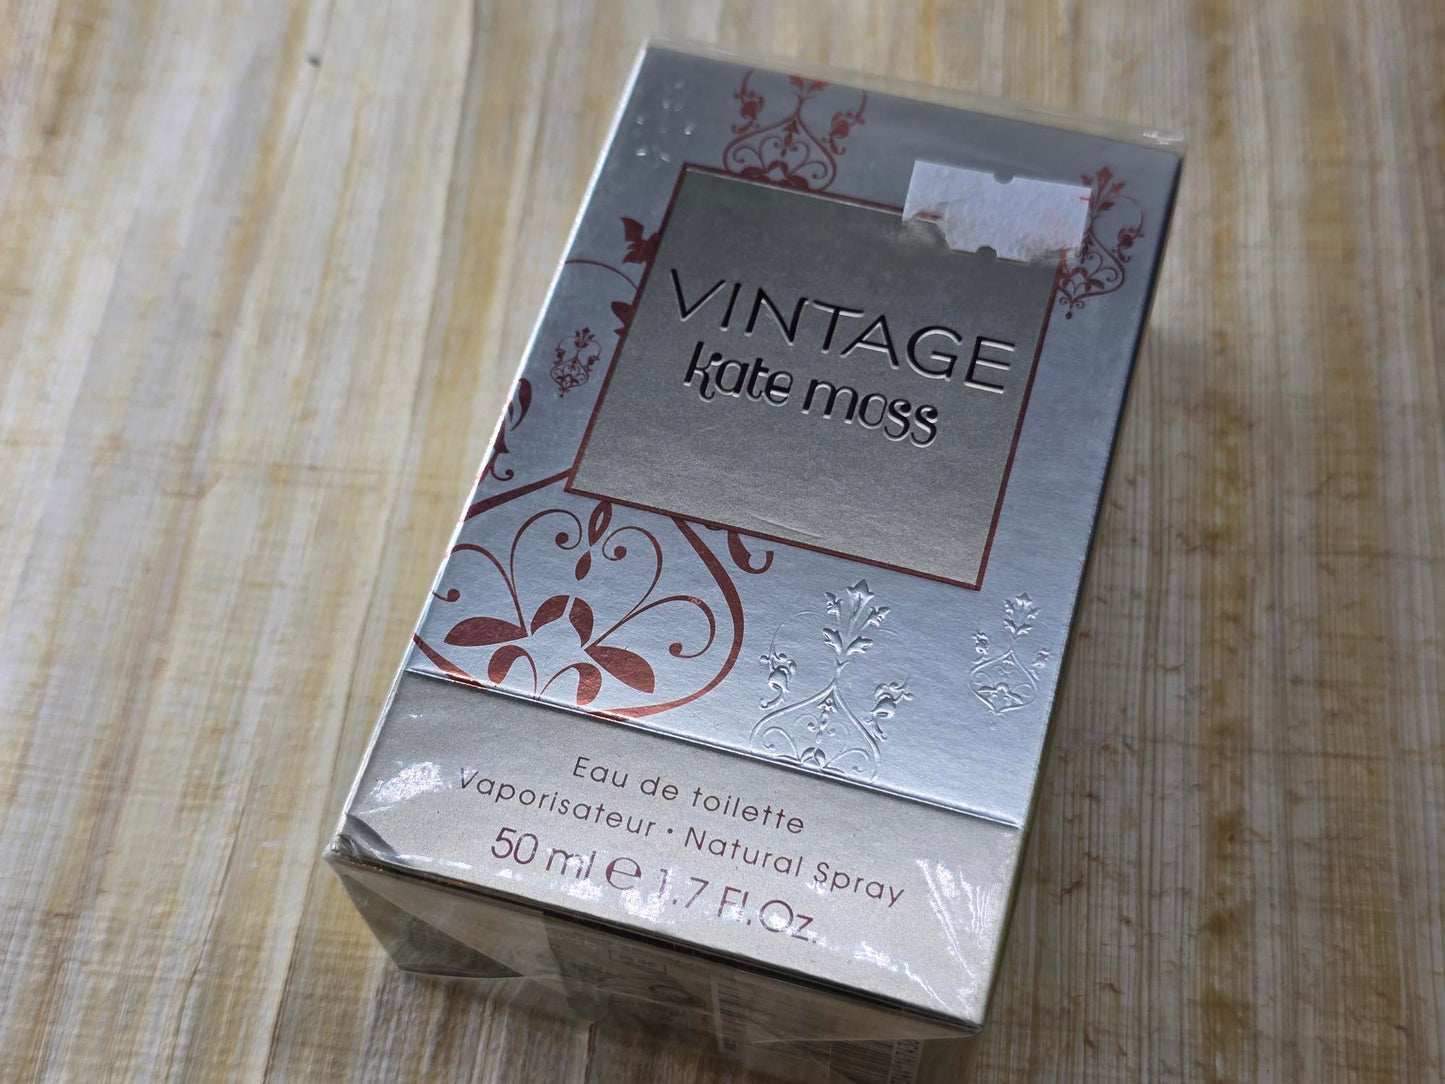 VINTAGE
kate moss
Eau de toilette
Vaporisateur • Natural Spray
50 ml ℮ 1.7 Fl.Oz.